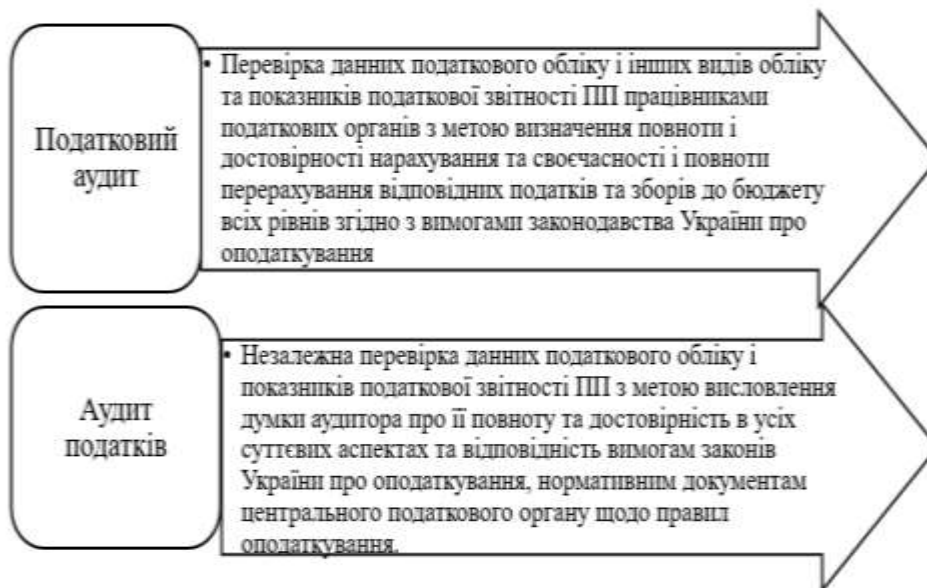 Податковий
аудит
• Перевірка данних податкового обліку і інших видів обліку
та показників податкової звітності ПП працівниками
податкових органів з метою визначення повноти і
достовірності нарахування та своєчасності і повноти
перерахування відповідних податків та зборів до бюджету
всіх рівнів згідно з вимогами законодавства України про
оподаткування
Аудит
податків
• Незалежна перевірка данних податкового обліку і
показників податкової звітності ПП з метою висловлення
думки аудитора про її повноту та достовірність в усіх
суттєвих аспектах та відповідність вимогам законів
України про оподаткування, нормативним документам
центрального податкового органу щодо правил
оподаткування.